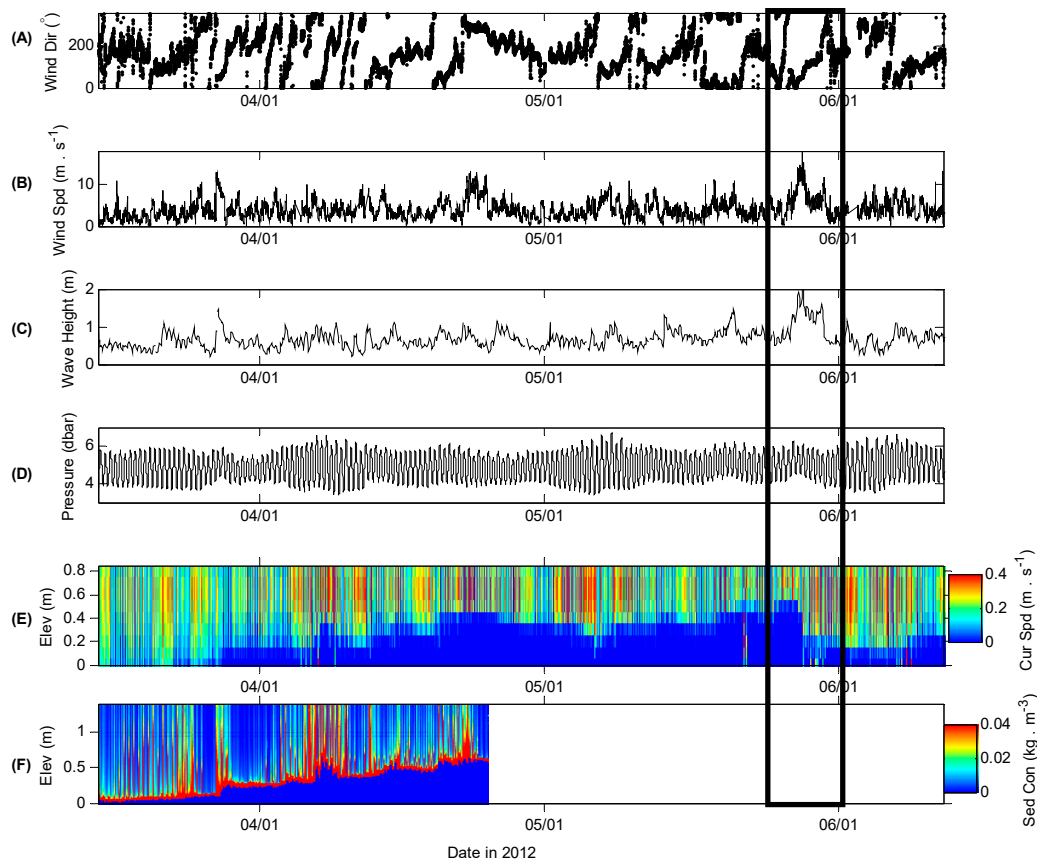 (A)
Wind Dir (°)
200
0
04/01
05/01
06/01
(B)
Wind Spd (m . s⁻¹)
10
0
04/01
05/01
06/01
(C)
Wave Height (m)
2
1
0
04/01
05/01
06/01
(D)
Pressure (dbar)
6
4
04/01
05/01
06/01
(E)
Elev (m)
0.8
0.6
0.4
0.2
0
04/01
05/01
06/01
0.4
0.2
0
Cur Spd (m . s⁻¹)
(F)
Elev (m)
1
0.5
0
04/01
05/01
06/01
0.04
0.02
0
Sed Con (kg . m⁻³)
Date in 2012